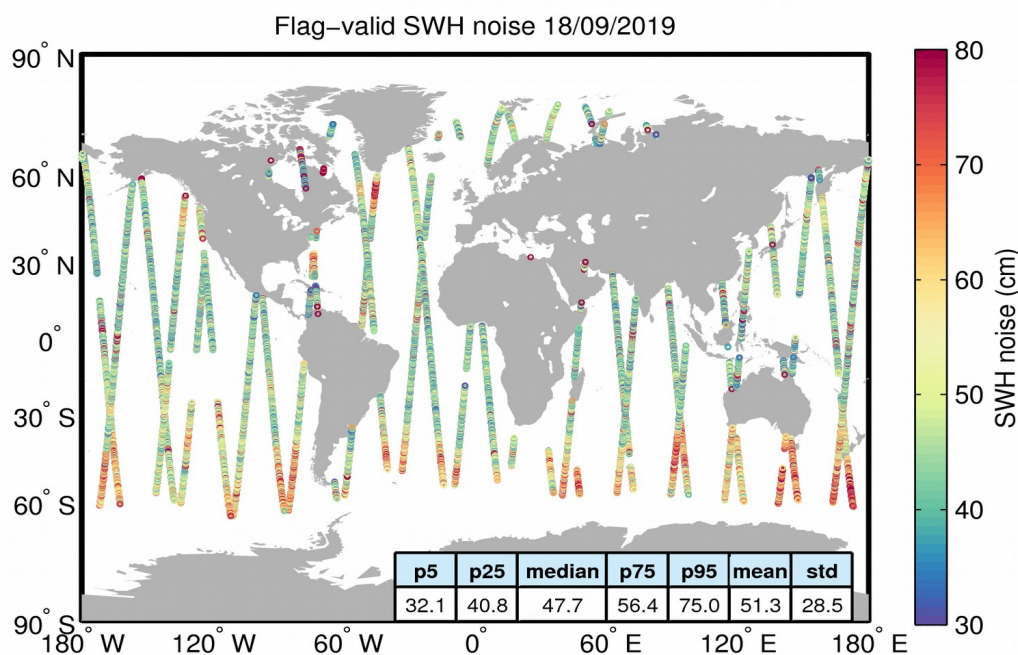 Flag-valid SWH noise 18/09/2019
90° N
60° N
30° N
0°
30° S
60° S
90° S
180° W
120° W
60° W
0°
60° E
120° E
180° E
80
70
60
50
40
30
SWH noise (cm)
p5 p25 median p75 p95 mean std
32.1 40.8 47.7 56.4 75.0 51.3 28.5